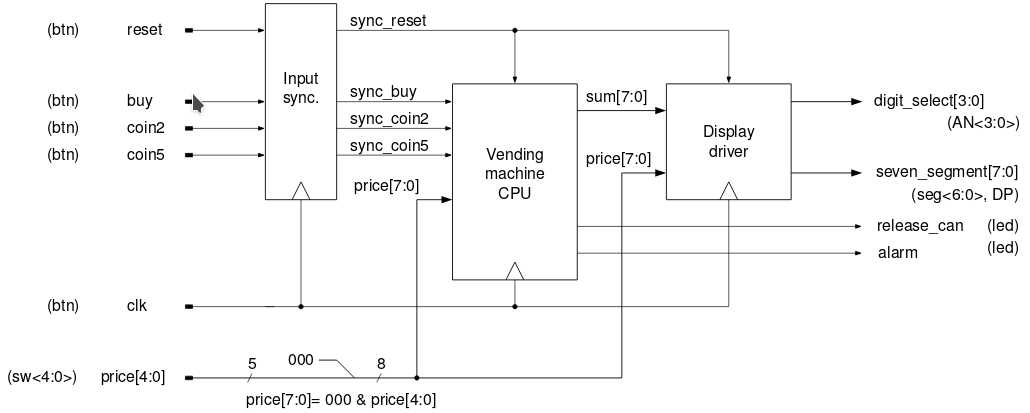 (btn) reset
sync_reset
Input
sync.
(btn) buy
sync_buy
sum[7:0]
digit_select[3:0]
(AN<3:0>)
(btn) coin2
sync_coin2
Display
driver
(btn) coin5
sync_coin5
Vending
machine
CPU
price[7:0]
price[7:0]
seven_segment[7:0]
(seg<6:0>, DP)
release_can (led)
alarm (led)
(btn) clk
(sw<4:0>) price[4:0]
5
000
8
price[7:0]= 000 & price[4:0]